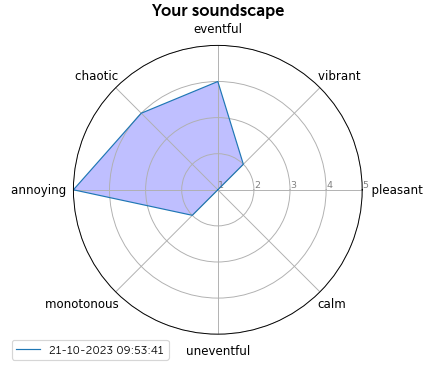 Your soundscape
eventful
chaotic
vibrant
annoying
1 2 3 4 5
pleasant
monotonous
calm
uneventful
21-10-2023 09:53:41